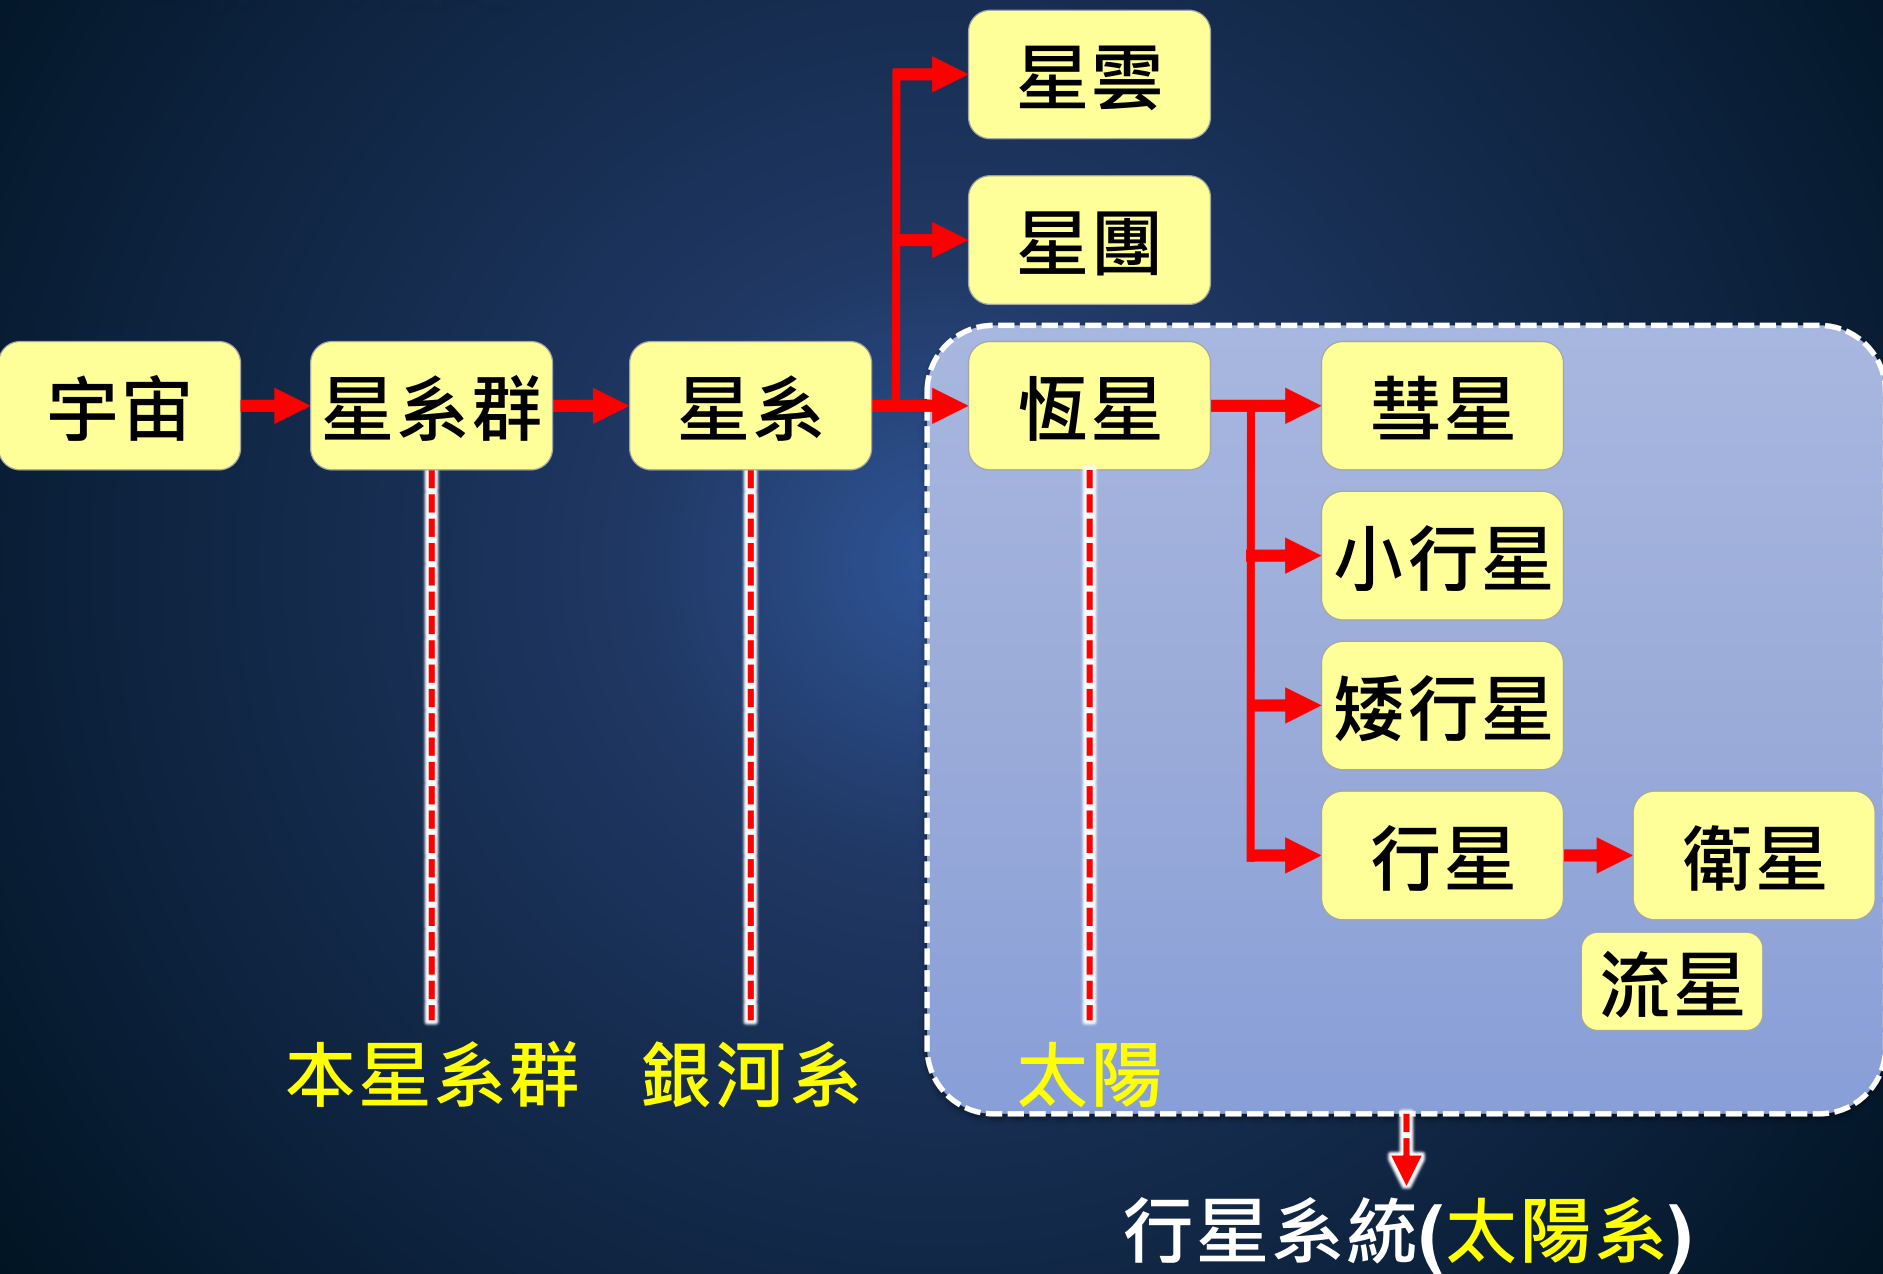 星雲
星團
宇宙
星系群
星系
恆星
彗星
小行星
矮行星
行星
衛星
流星
本星系群
銀河系
太陽
行星系統(太陽系)